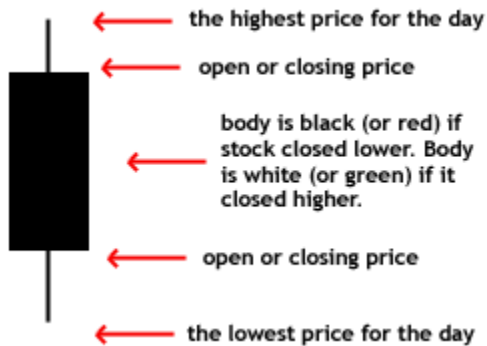 the highest price for the day
open or closing price
body is black (or red) if
stock closed lower. Body
is white (or green) if it
closed higher.
open or closing price
the lowest price for the day